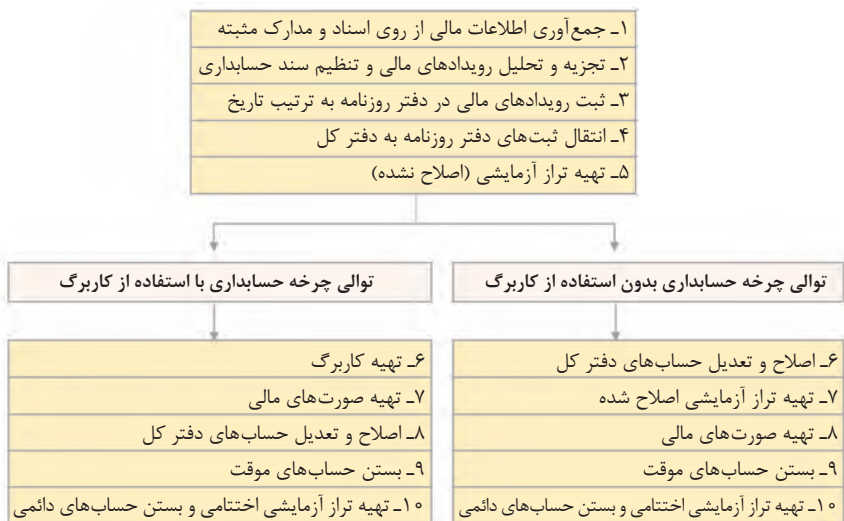 ۱ـ جمع‌آوری اطلاعات مالی از روی اسناد و مدارک مثبته
۲ـ تجزیه و تحلیل رویدادهای مالی و تنظیم سند حسابداری
۳ـ ثبت رویدادهای مالی در دفتر روزنامه به ترتیب تاریخ
۴ـ انتقال ثبت‌های دفتر روزنامه به دفتر کل
۵ـ تهیه تراز آزمایشی (اصلاح نشده)
توالی چرخه حسابداری بدون استفاده از کاربرگ
۶ـ اصلاح و تعدیل حساب‌های دفتر کل
۷ـ تهیه تراز آزمایشی اصلاح شده
۸ـ تهیه صورت‌های مالی
۹ـ بستن حساب‌های موقت
۱۰ـ تهیه تراز آزمایشی اختتامی و بستن حساب‌های دائمی
توالی چرخه حسابداری با استفاده از کاربرگ
۶ـ تهیه کاربرگ
۷ـ تهیه صورت‌های مالی
۸ـ اصلاح و تعدیل حساب‌های دفتر کل
۹ـ بستن حساب‌های موقت
۱۰ـ تهیه تراز آزمایشی اختتامی و بستن حساب‌های دائمی